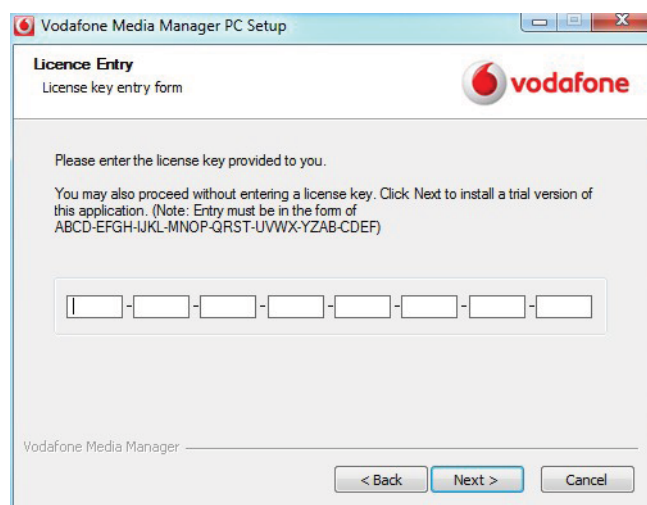 Vodafone Media Manager PC Setup
Licence Entry
License key entry form
vodafone
Please enter the license key provided to you.
You may also proceed without entering a license key. Click Next to install a trial version of
this application. (Note: Entry must be in the form of
ABCD-EFGH-IJKL-MNOP-QRST-UVWX-YZAB-CDEF)
- - - - - - -
Vodafone Media Manager
< Back Next > Cancel